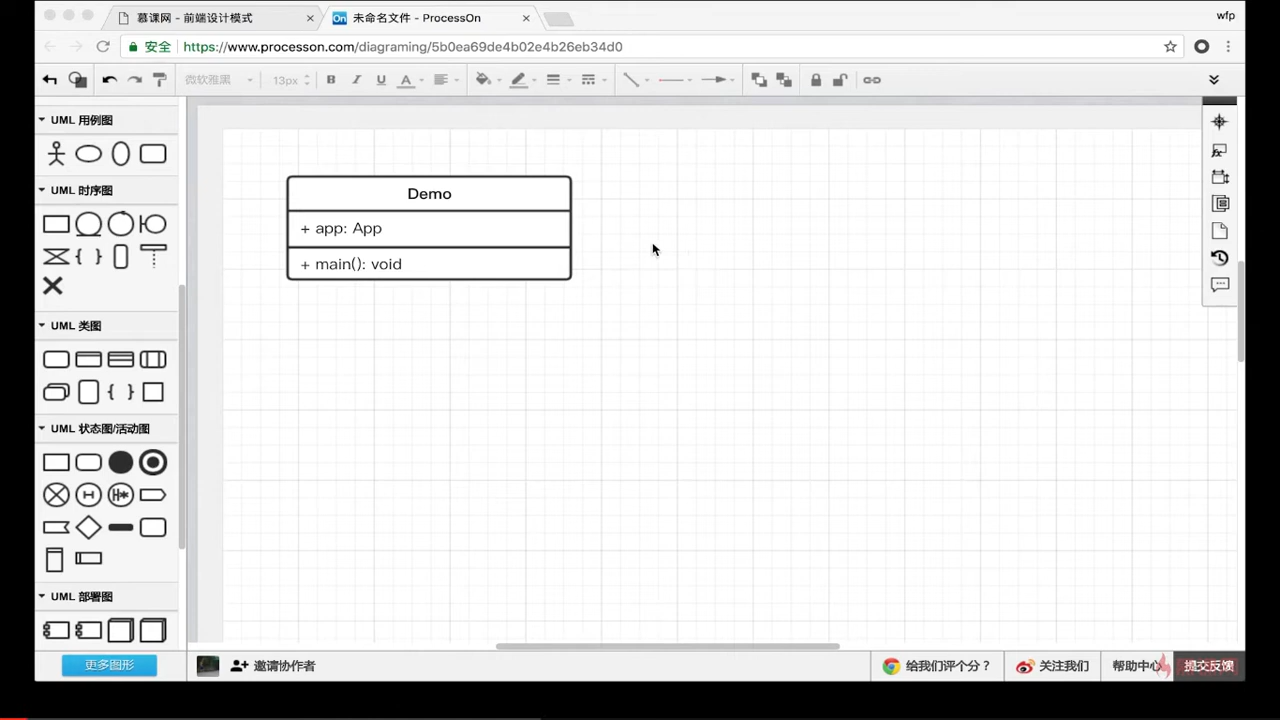 慕课网 - 前端设计模式
On 未命名文件 - ProcessOn
wfp
安全 https://www.processon.com/diagraming/5b0ea69de4b02e4b26eb34d0
微软雅黑 13px B I U A
UML 用例图
UML 时序图
UML 类图
UML 状态图/活动图
UML 部署图
更多图形
Demo
+ app: App
+ main(): void
邀请协作者
给我们评个分？
关注我们
帮助中心
提交反馈